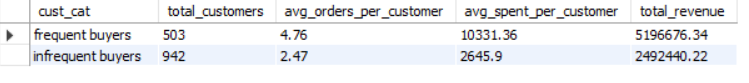 cust_cat total_customers avg_orders_per_customer avg_spent_per_customer total_revenue
frequent buyers 503 4.76 10331.36 5196676.34
infrequent buyers 942 2.47 2645.9 2492440.22